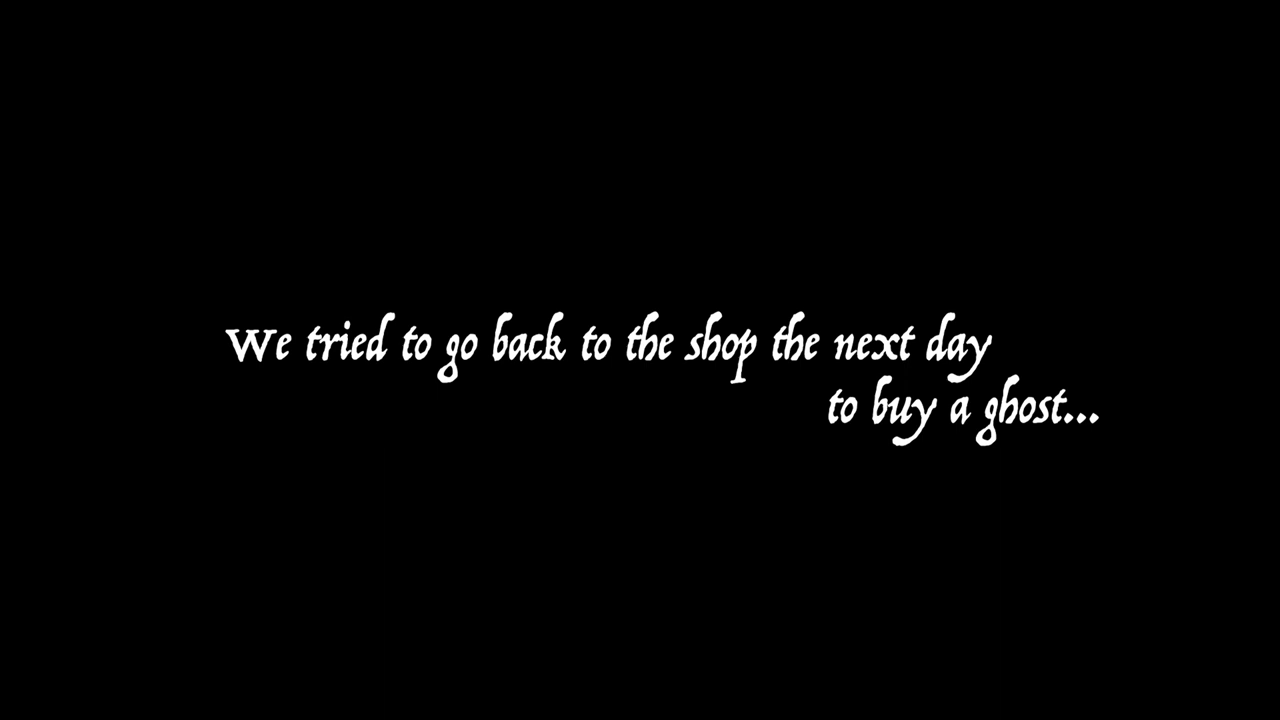 We tried to go back to the shop the next day
to buy a ghost...